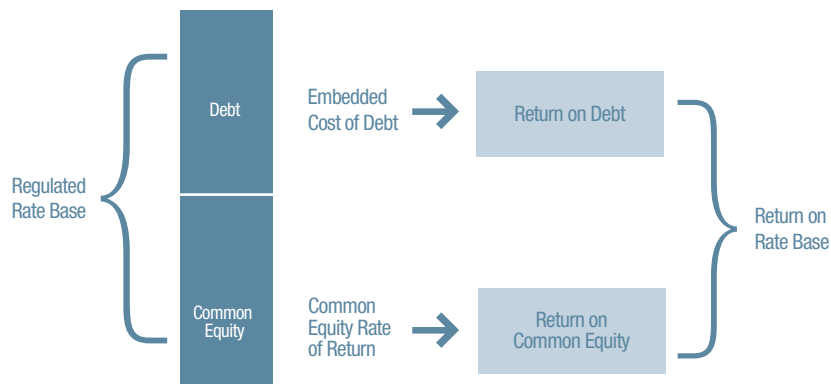 Regulated
Rate Base
Debt
Common
Equity
Embedded
Cost of Debt
Return on Debt
Common
Equity Rate
of Return
Return on
Common Equity
Return on
Rate Base